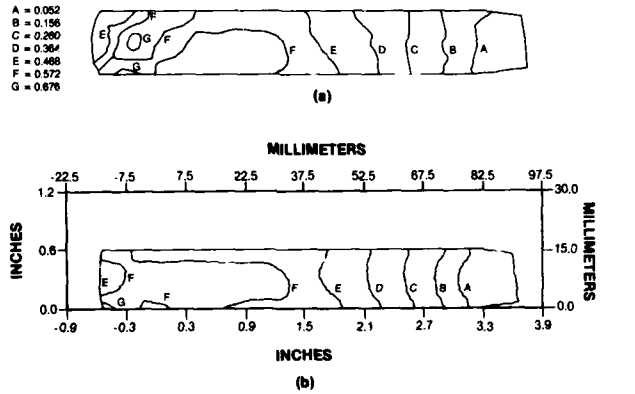 A = 0.052
B = 0.156
C = 0.260
D = 0.364
E = 0.468
F = 0.572
G = 0.676
E F G F G F E D C B A
(a)
MILLIMETERS
-22.5 -7.5 7.5 22.5 37.5 52.5 67.5 82.5 97.5
1.2 30.0
INCHES
0.6 15.0
MILLIMETERS
E F G F F E D C B A
0.0 0.0
-0.9 -0.3 0.3 0.9 1.5 2.1 2.7 3.3 3.9
INCHES
(b)